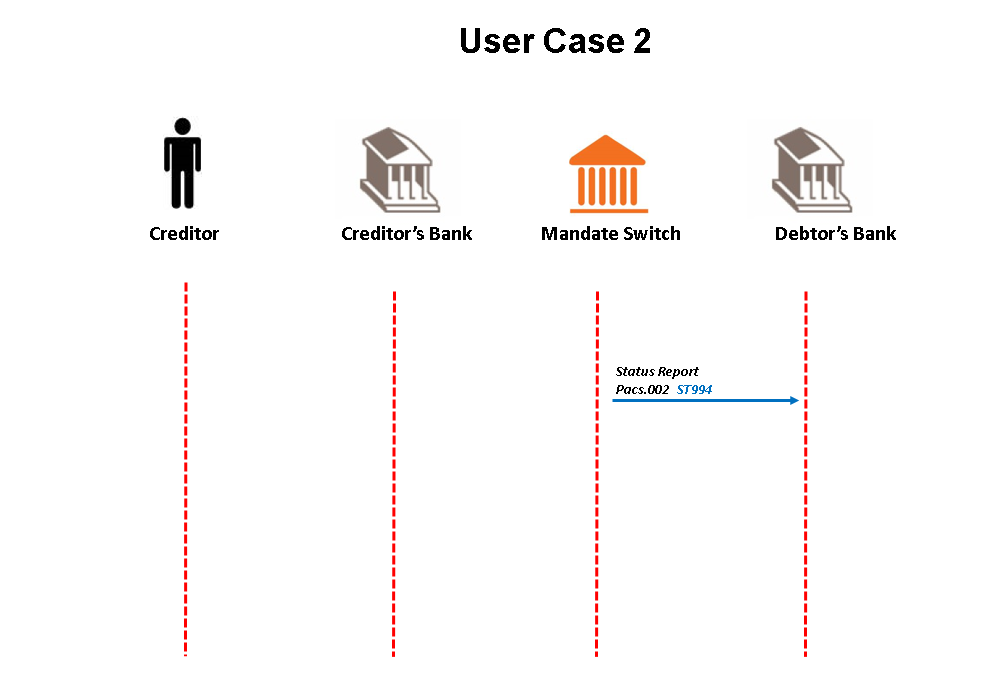 User Case 2
Creditor
Creditor’s Bank
Mandate Switch
Debtor’s Bank
Status Report
Pacs.002 ST994